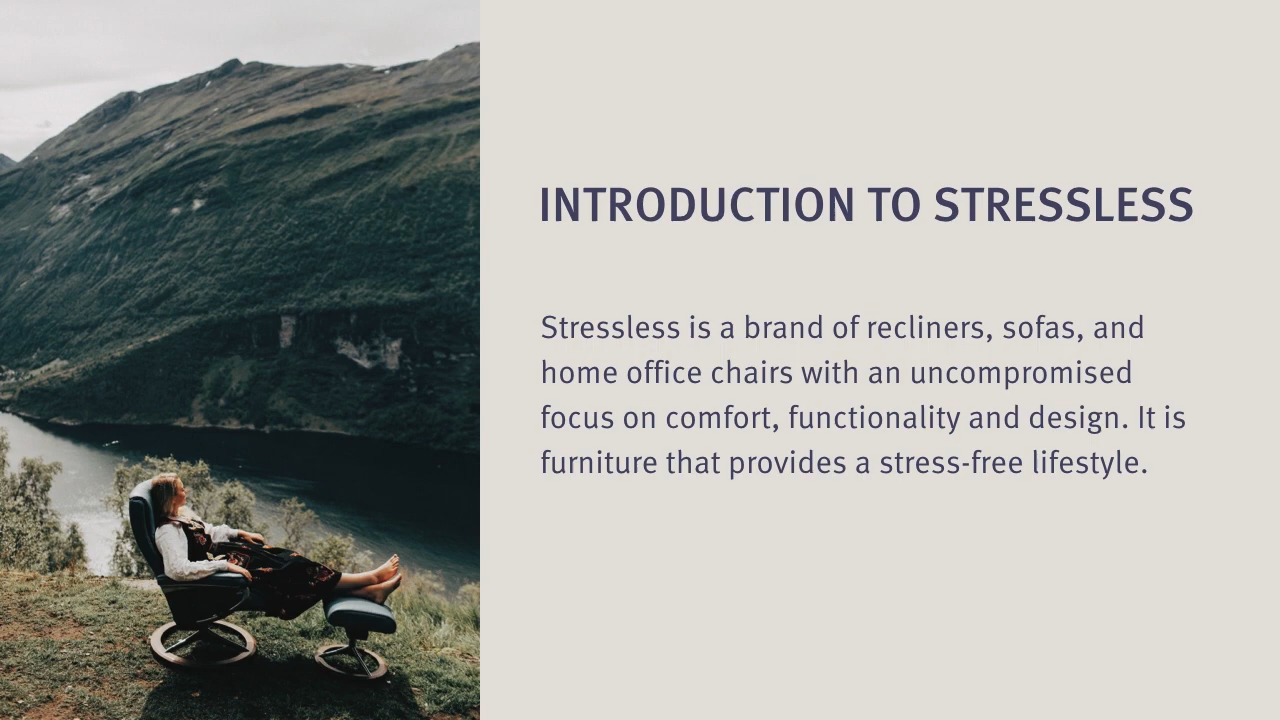 INTRODUCTION TO STRESSLESS
Stressless is a brand of recliners, sofas, and
home office chairs with an uncompromised
focus on comfort, functionality and design. It is
furniture that provides a stress-free lifestyle.